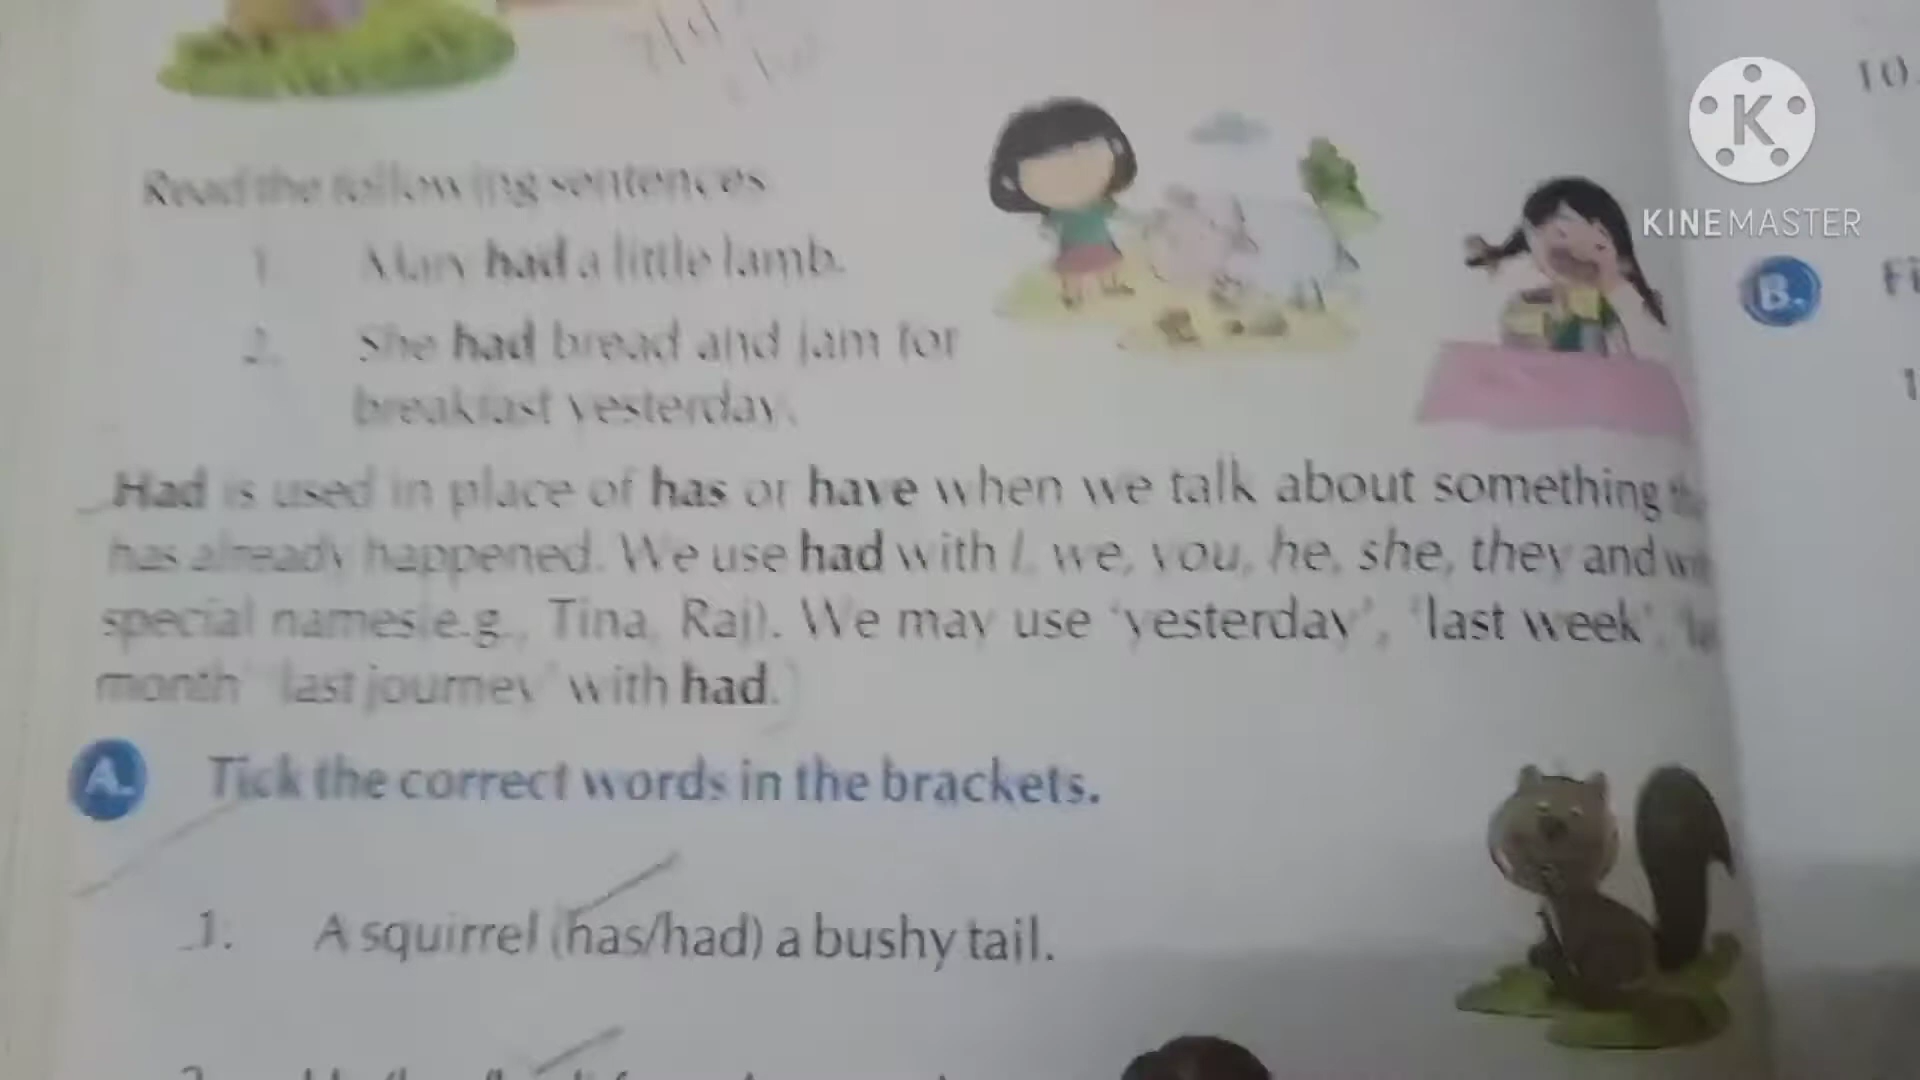 Read the following sentences
1. Mary had a little lamb.
2. She had bread and jam for
breakfast yesterday.
Had is used in place of has or have when we talk about something
has already happened. We use had with I, we, you, he, she, they and
special names(e.g., Tina, Raj). We may use ‘yesterday’, ‘last week’,
month’ ‘last journey’ with had.
A. Tick the correct words in the brackets.
1. A squirrel (has/had) a bushy tail.
10.
KINEMASTER
B.
1